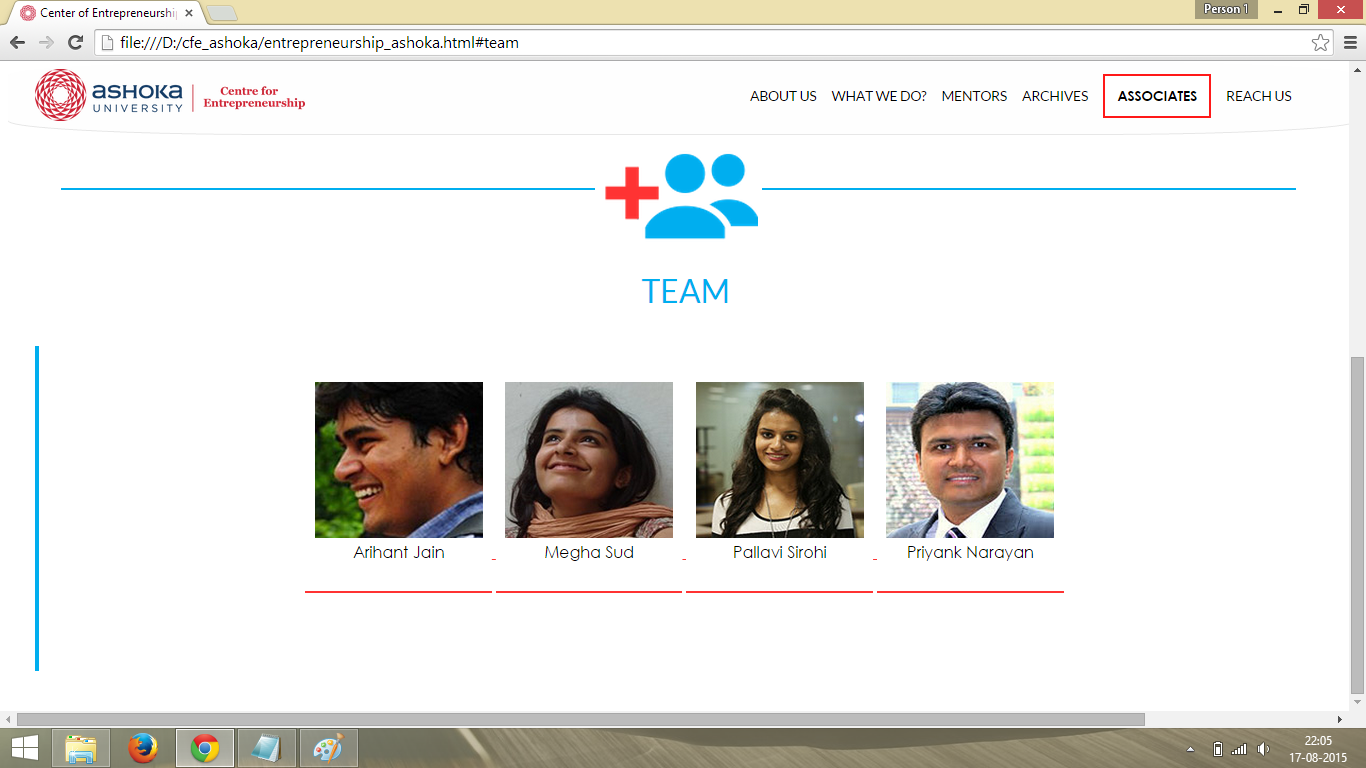 Center of Entrepreneurship
Person 1
file:///D:/cfe_ashoka/entrepreneurship_ashoka.html#team
ASHOKA
UNIVERSITY
Centre for
Entrepreneurship
ABOUT US
WHAT WE DO?
MENTORS
ARCHIVES
ASSOCIATES
REACH US
TEAM
Arihant Jain
Megha Sud
Pallavi Sirohi
Priyank Narayan
22:05
17-08-2015